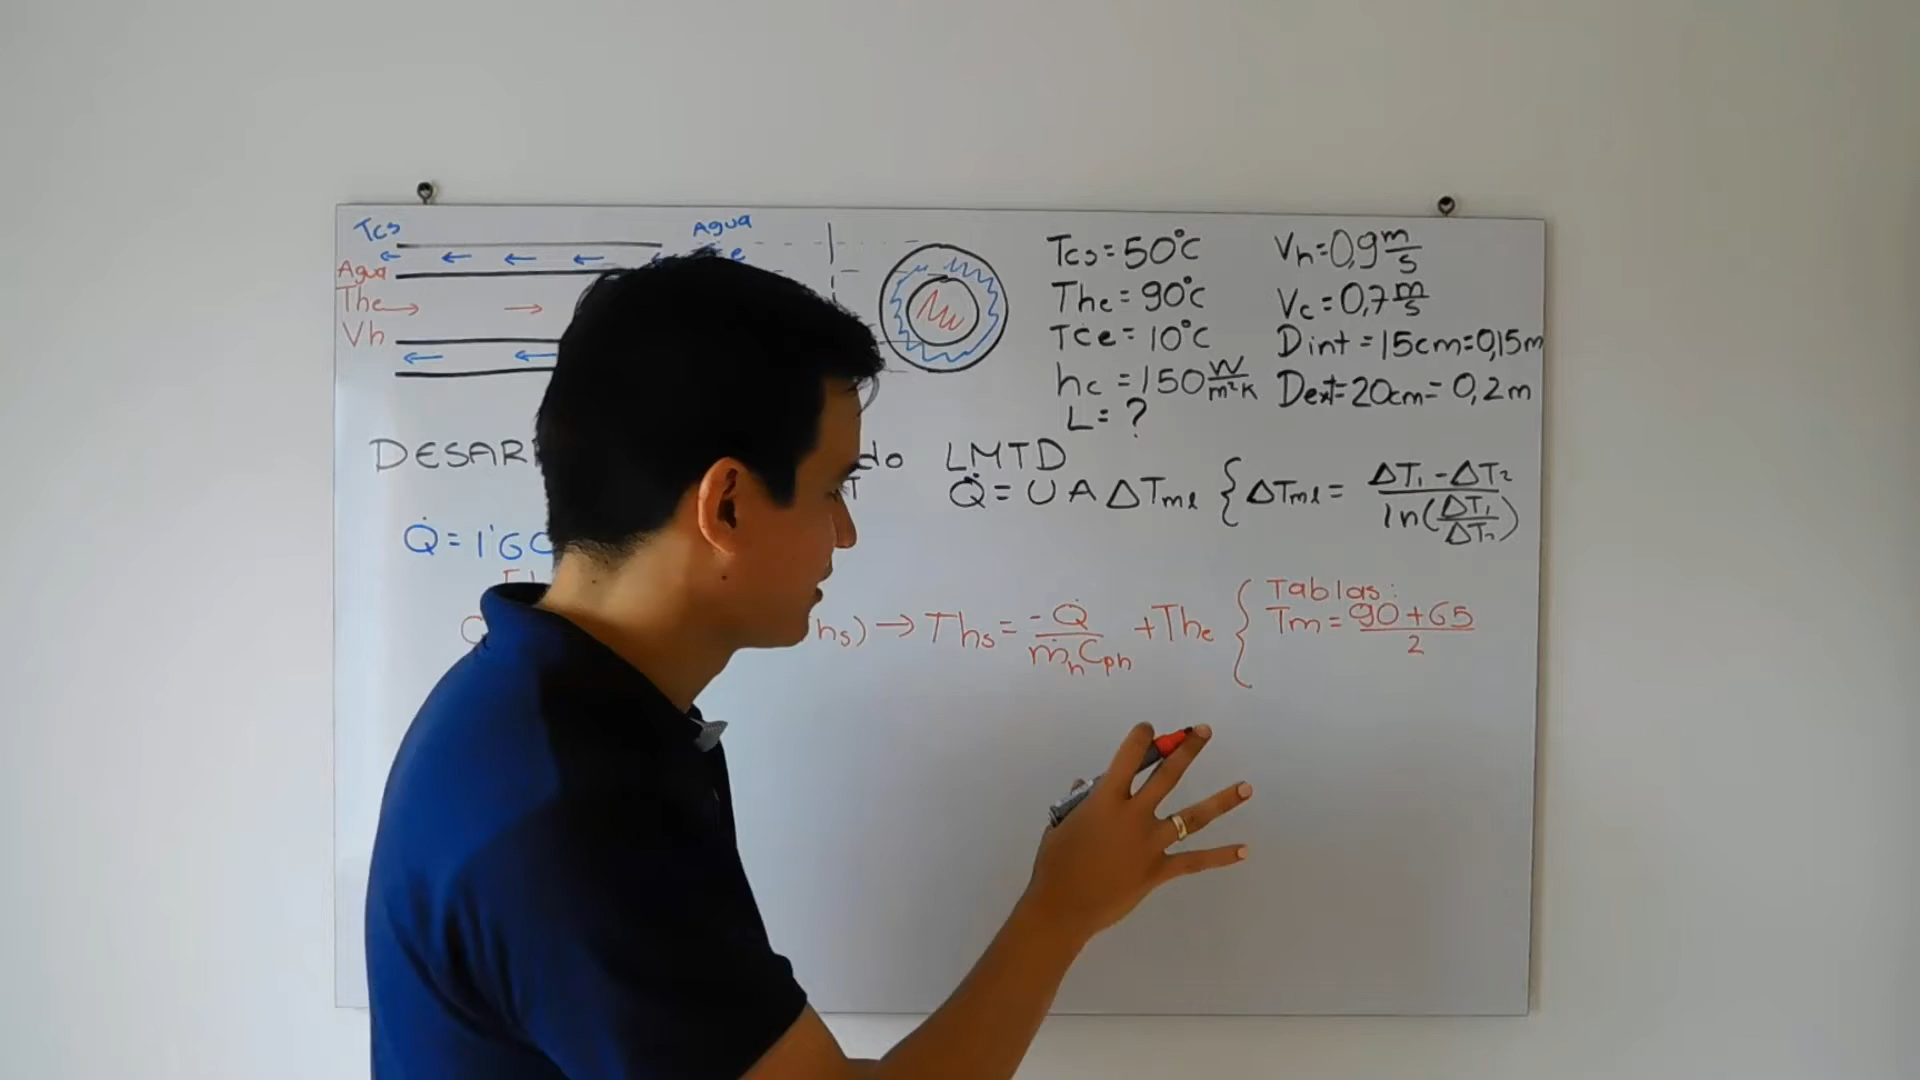 Tcs
Agua
Agua
The
Vh
e
Tcs = 50°C
The = 90°C
Tce = 10°C
hc = 150 W/m²K
L = ?
Vh = 0,9 m/s
Vc = 0,7 m/s
Dint = 15cm = 0,15m
Dext = 20cm = 0,2m
do LMTD
Q̇ = U A ΔTml { ΔTml = (ΔT1 - ΔT2) / ln(ΔT1/ΔT2)
Q̇ = 1'60
hs) → Ths = -Q̇ / ṁh Cph + The { Tablas:
Tm = (90 + 65) / 2